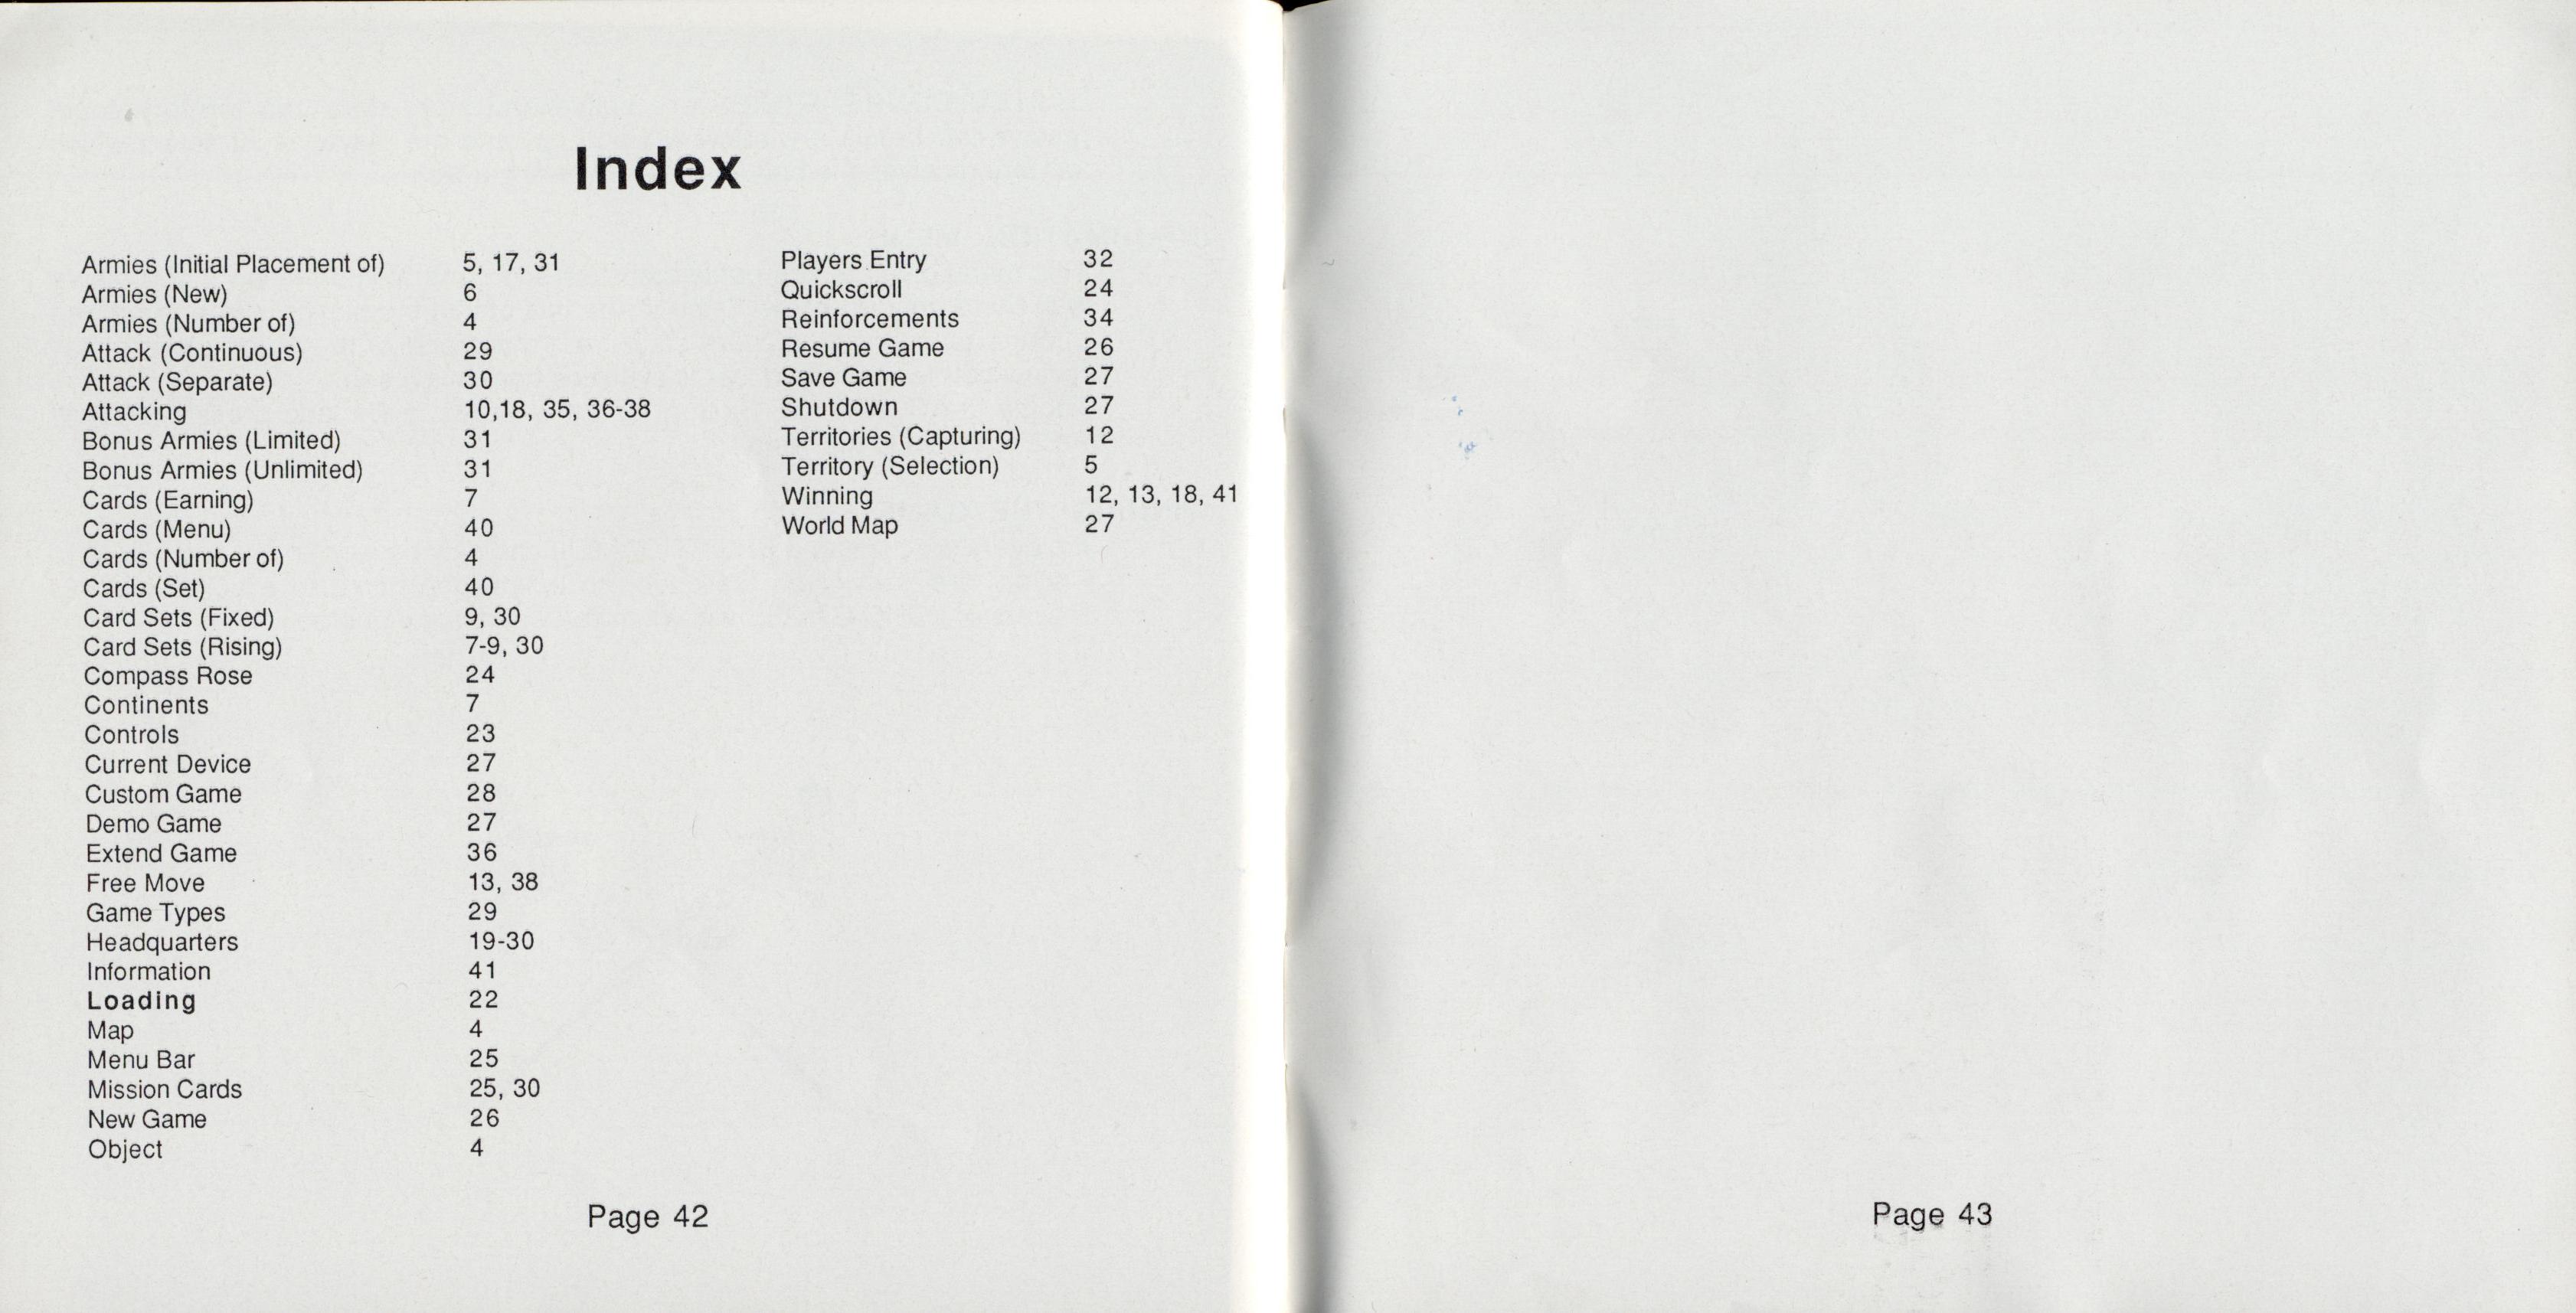 Index
Armies (Initial Placement of) 5, 17, 31
Armies (New) 6
Armies (Number of) 4
Attack (Continuous) 29
Attack (Separate) 30
Attacking 10,18, 35, 36-38
Bonus Armies (Limited) 31
Bonus Armies (Unlimited) 31
Cards (Earning) 7
Cards (Menu) 40
Cards (Number of) 4
Cards (Set) 40
Card Sets (Fixed) 9, 30
Card Sets (Rising) 7-9, 30
Compass Rose 24
Continents 7
Controls 23
Current Device 27
Custom Game 28
Demo Game 27
Extend Game 36
Free Move 13, 38
Game Types 29
Headquarters 19-30
Information 41
Loading 22
Map 4
Menu Bar 25
Mission Cards 25, 30
New Game 26
Object 4
Players Entry 32
Quickscroll 24
Reinforcements 34
Resume Game 26
Save Game 27
Shutdown 27
Territories (Capturing) 12
Territory (Selection) 5
Winning 12, 13, 18, 41
World Map 27
Page 42
Page 43